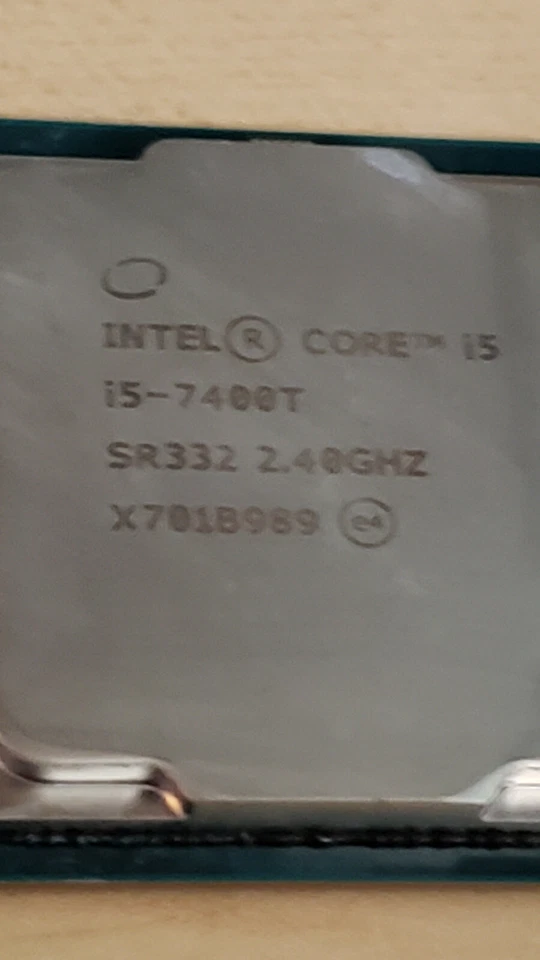 INTEL® CORE™ i5
i5-7400T
SR332 2.40GHZ
X701B989 e4